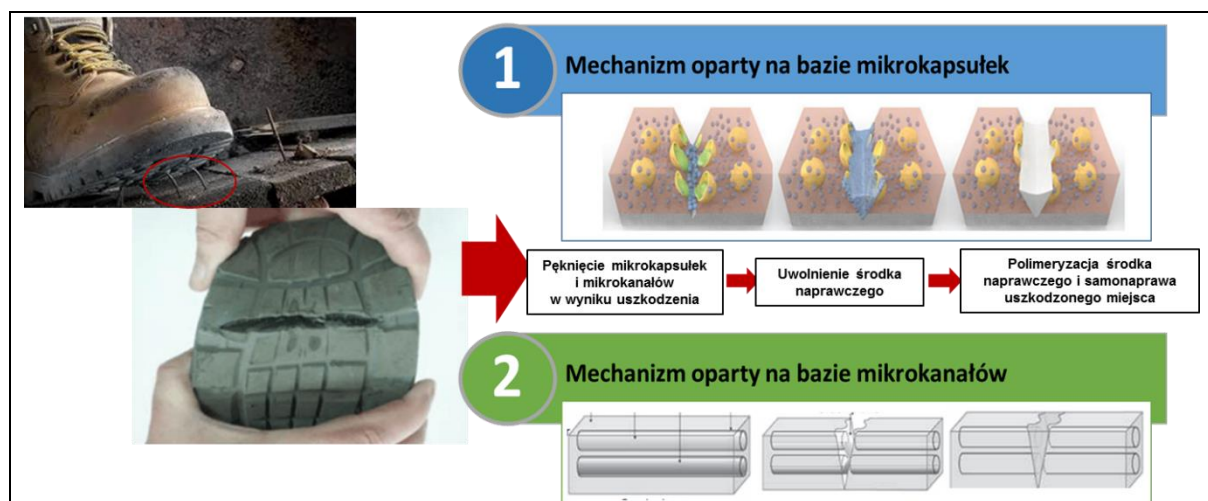 1
Mechanizm oparty na bazie mikrokapsułek
Pęknięcie mikrokapsułek
i mikrokanałów
w wyniku uszkodzenia
Uwolnienie środka
naprawczego
Polimeryzacja środka
naprawczego i samonaprawa
uszkodzonego miejsca
2
Mechanizm oparty na bazie mikrokanałów